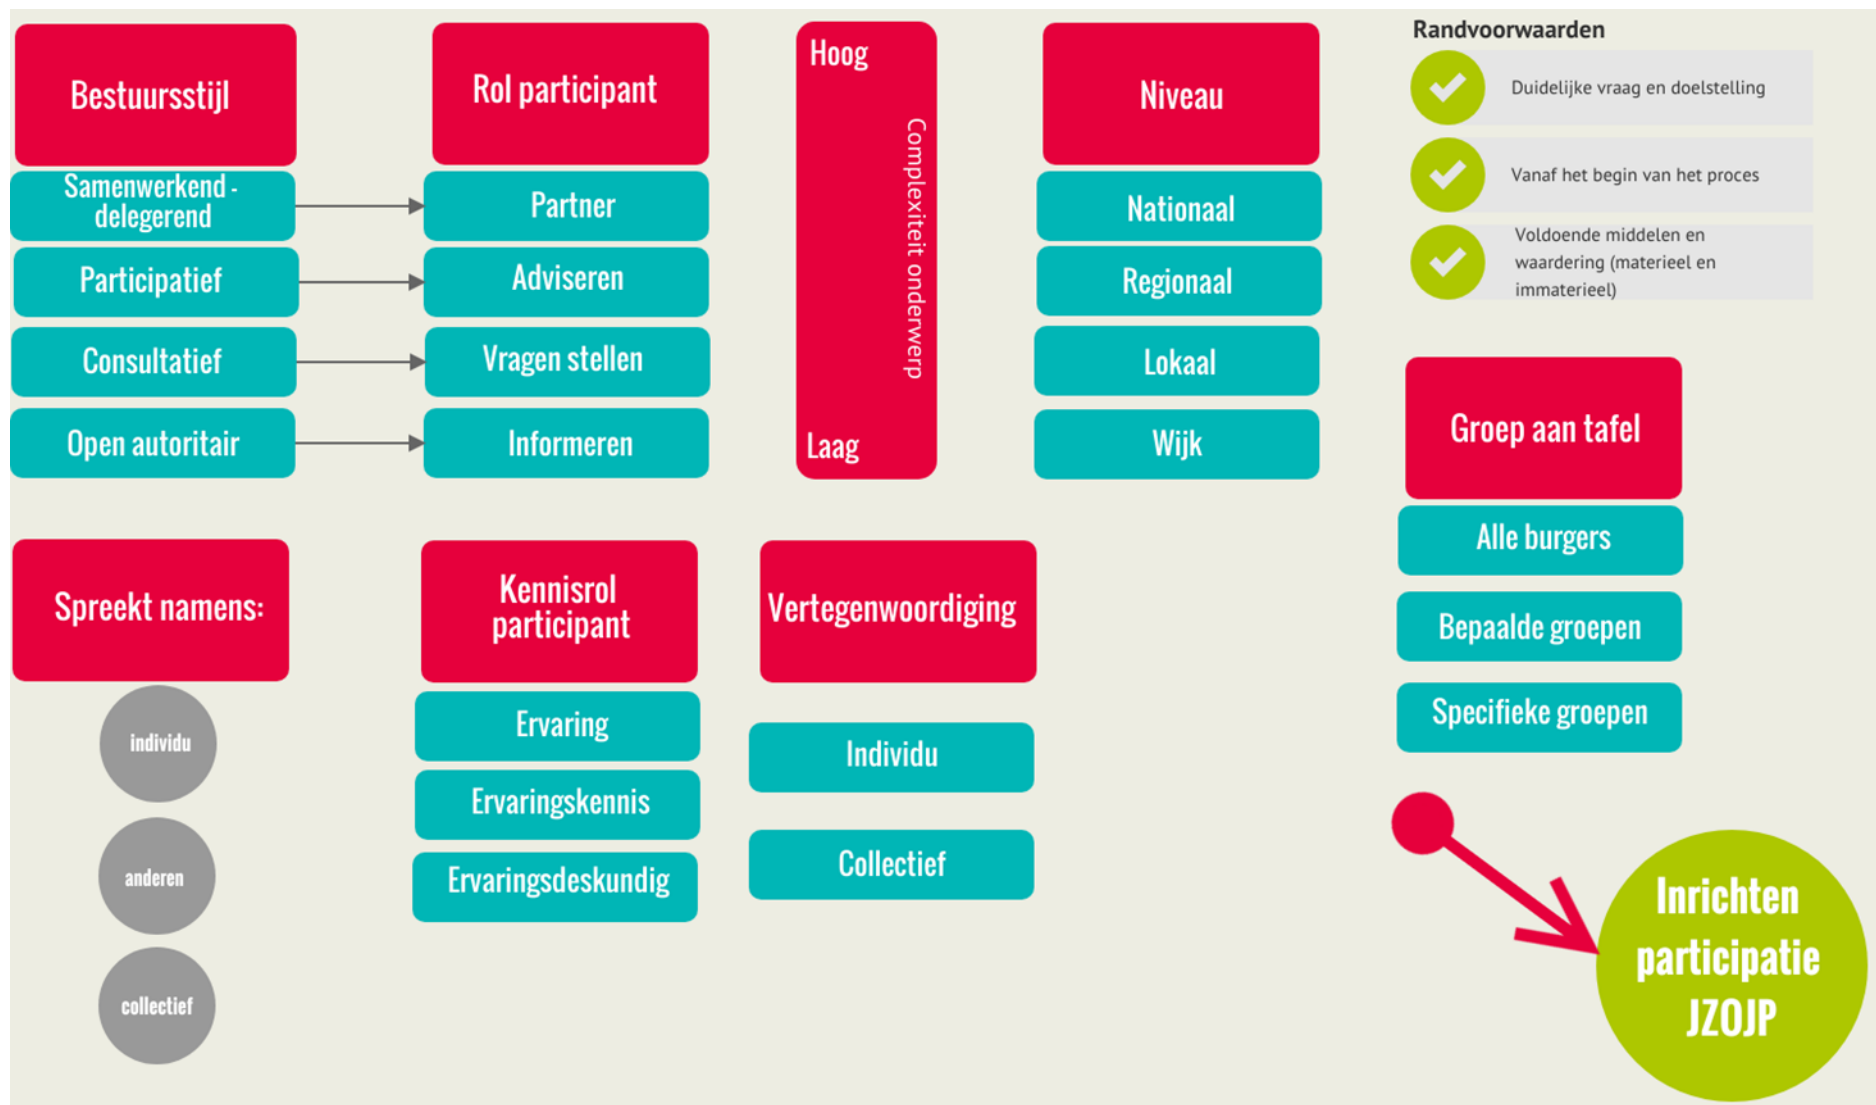 Bestuursstijl
Samenwerkend -
delegerend
Participatief
Consultatief
Open autoritair
Rol participant
Partner
Adviseren
Vragen stellen
Informeren
Hoog
Complexiteit onderwerp
Laag
Niveau
Nationaal
Regionaal
Lokaal
Wijk
Randvoorwaarden
Duidelijke vraag en doelstelling
Vanaf het begin van het proces
Voldoende middelen en
waardering (materieel en
immaterieel)
Groep aan tafel
Alle burgers
Bepaalde groepen
Specifieke groepen
Spreekt namens:
individu
anderen
collectief
Kennisrol
participant
Ervaring
Ervaringskennis
Ervaringsdeskundig
Vertegenwoordiging
Individu
Collectief
Inrichten
participatie
JZOJP